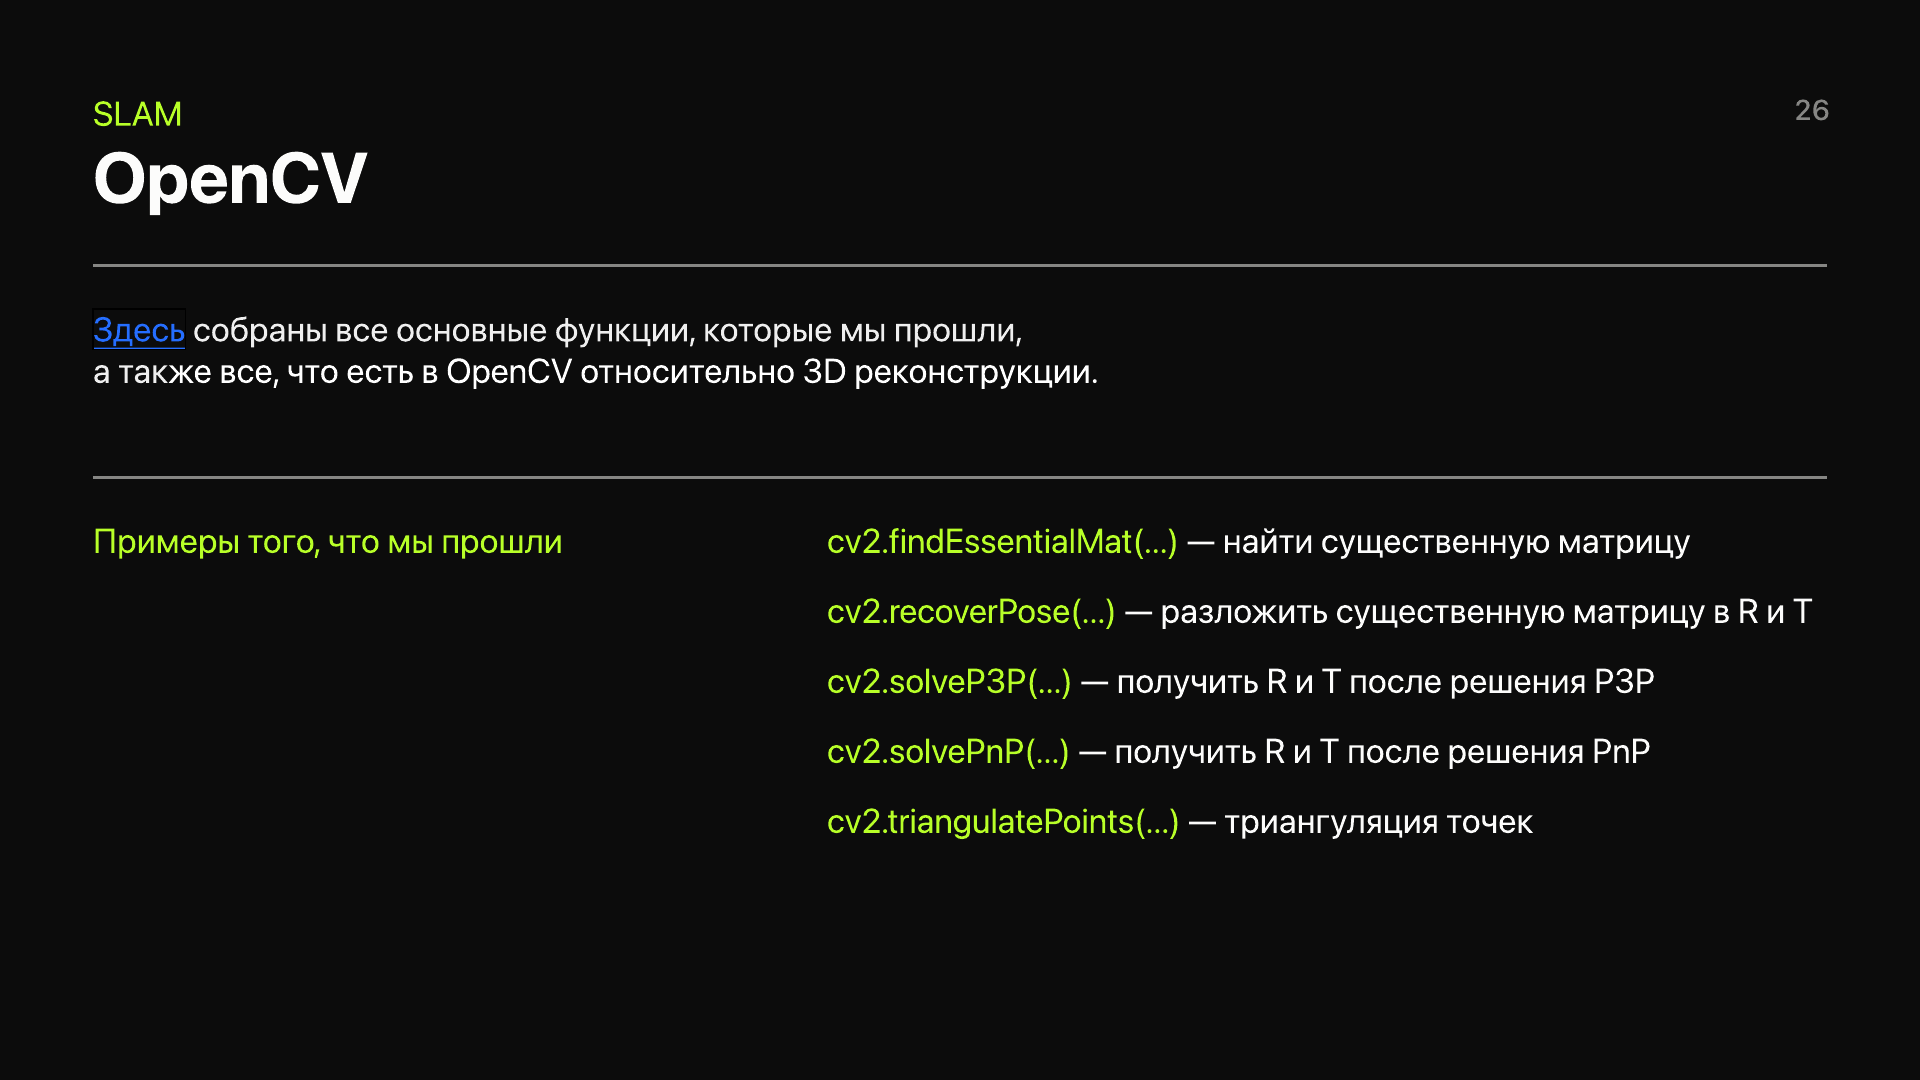 SLAM
26
OpenCV
Здесь собраны все основные функции, которые мы прошли,
а также все, что есть в OpenCV относительно 3D реконструкции.
Примеры того, что мы прошли
cv2.findEssentialMat(...) — найти существенную матрицу
cv2.recoverPose(...) — разложить существенную матрицу в R и T
cv2.solveP3P(...) — получить R и T после решения P3P
cv2.solvePnP(...) — получить R и T после решения PnP
cv2.triangulatePoints(...) — триангуляция точек